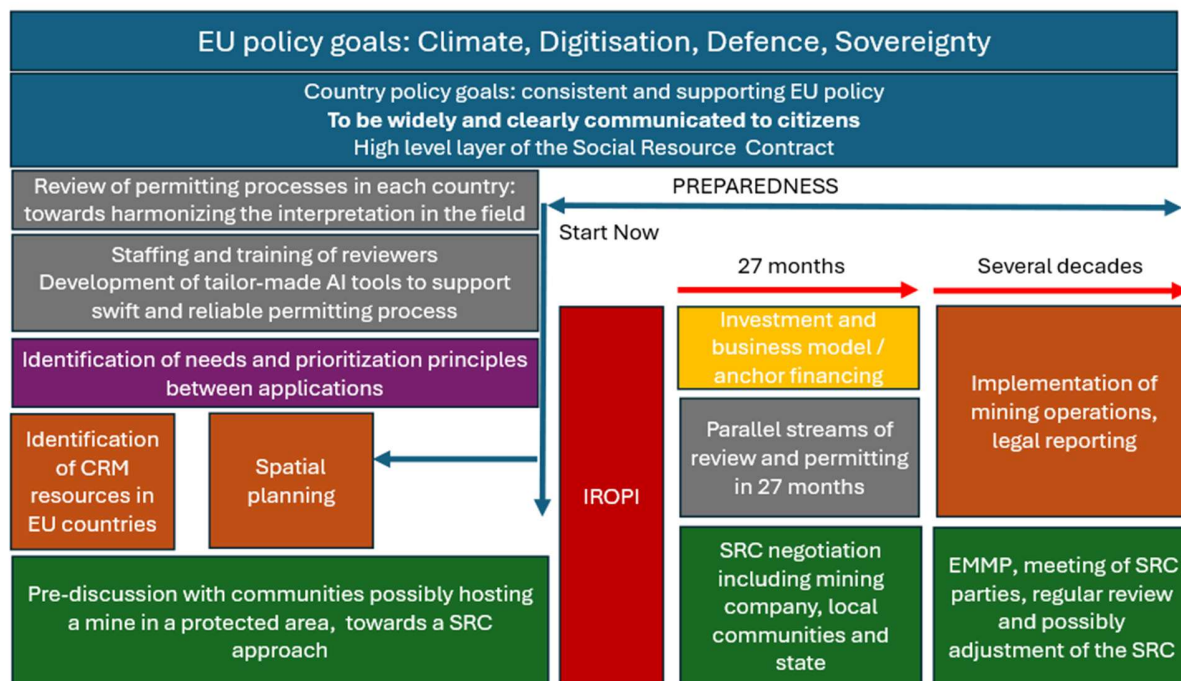 EU policy goals: Climate, Digitisation, Defence, Sovereignty
Country policy goals: consistent and supporting EU policy
To be widely and clearly communicated to citizens
High level layer of the Social Resource Contract
Review of permitting processes in each country:
towards harmonizing the interpretation in the field
Staffing and training of reviewers
Development of tailor-made AI tools to support
swift and reliable permitting process
Identification of needs and prioritization principles
between applications
Identification
of CRM
resources in
EU countries
Spatial
planning
Pre-discussion with communities possibly hosting
a mine in a protected area, towards a SRC
approach
PREPAREDNESS
Start Now
IROPI
27 months
Investment and
business model /
anchor financing
Parallel streams of
review and permitting
in 27 months
SRC negotiation
including mining
company, local
communities and
state
Several decades
Implementation of
mining operations,
legal reporting
EMMP, meeting of SRC
parties, regular review
and possibly
adjustment of the SRC